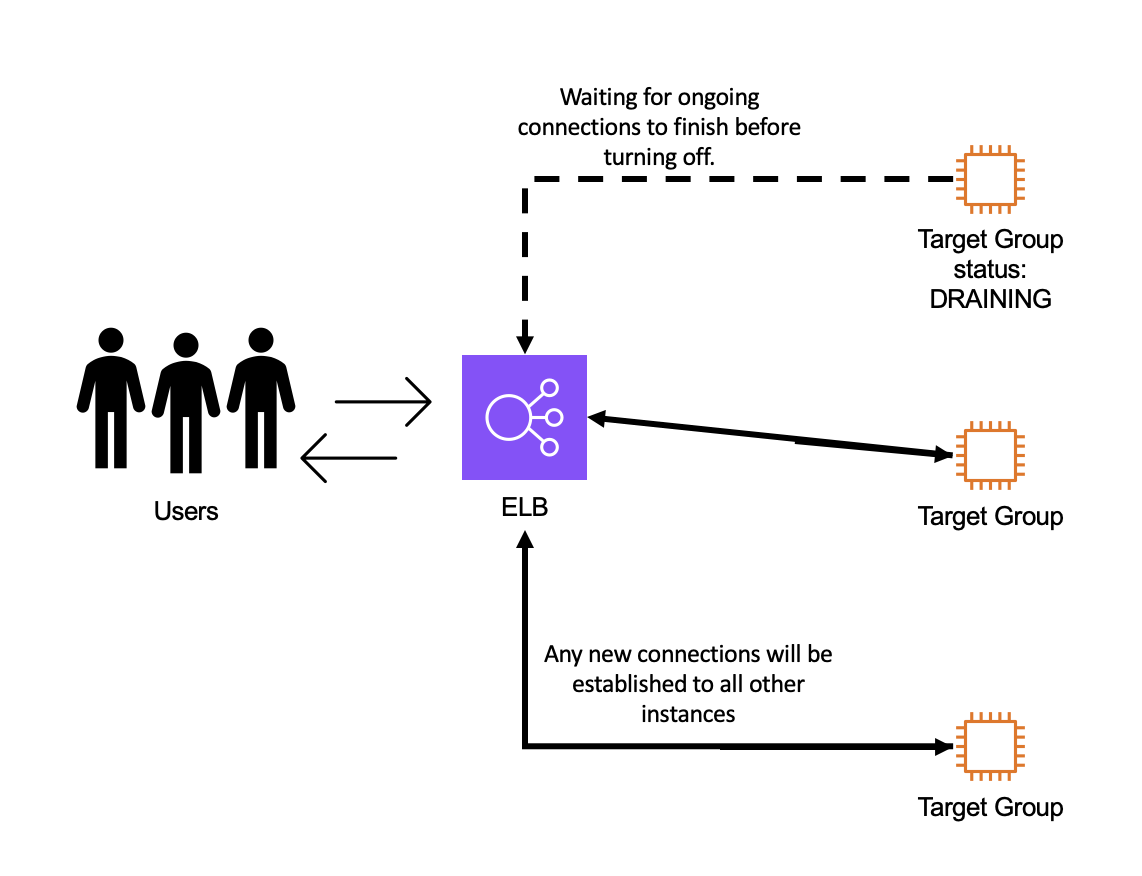 Waiting for ongoing
connections to finish before
turning off.
Target Group
status:
DRAINING
Users
ELB
Target Group
Any new connections will be
established to all other
instances
Target Group